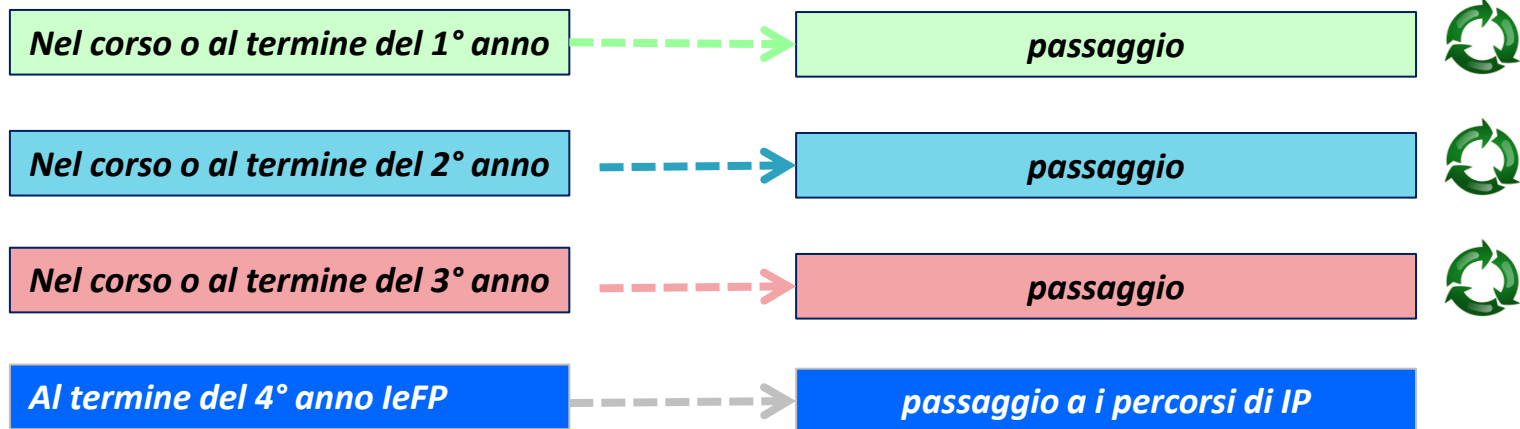 Nel corso o al termine del 1° anno
passaggio
Nel corso o al termine del 2° anno
passaggio
Nel corso o al termine del 3° anno
passaggio
Al termine del 4° anno IeFP
passaggio a i percorsi di IP